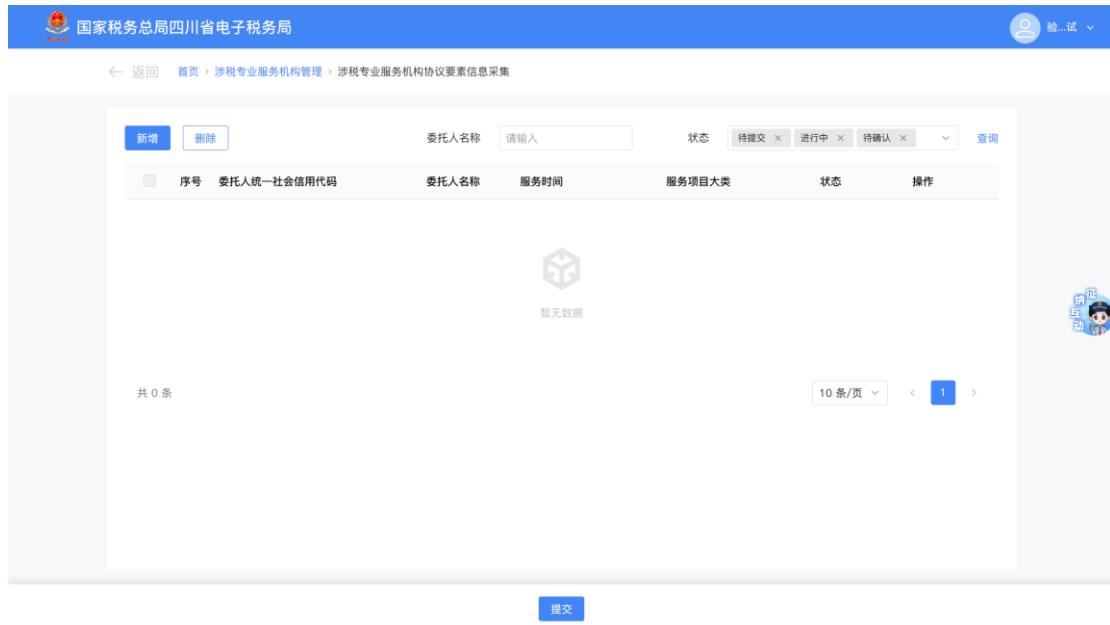 国家税务总局四川省电子税务局
验...试
返回 首页 > 涉税专业服务机构管理 > 涉税专业服务机构协议要素信息采集
新增 删除 委托人名称 请输入 状态 待提交 × 进行中 × 待确认 × 查询
序号 委托人统一社会信用代码 委托人名称 服务时间 服务项目大类 状态 操作
暂无数据
征纳互动
共 0 条 10 条/页 < 1 >
提交